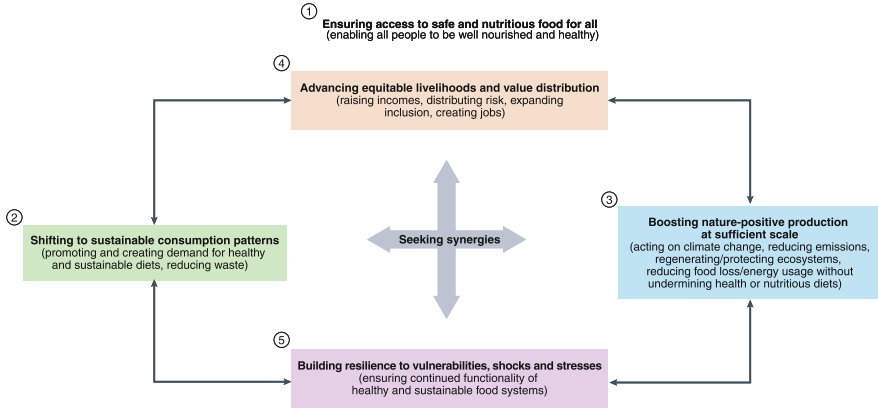 ①
Ensuring access to safe and nutritious food for all
(enabling all people to be well nourished and healthy)
④
Advancing equitable livelihoods and value distribution
(raising incomes, distributing risk, expanding
inclusion, creating jobs)
②
Shifting to sustainable consumption patterns
(promoting and creating demand for healthy
and sustainable diets, reducing waste)
Seeking synergies
③
Boosting nature-positive production
at sufficient scale
(acting on climate change, reducing emissions,
regenerating/protecting ecosystems,
reducing food loss/energy usage without
undermining health or nutritious diets)
⑤
Building resilience to vulnerabilities, shocks and stresses
(ensuring continued functionality of
healthy and sustainable food systems)